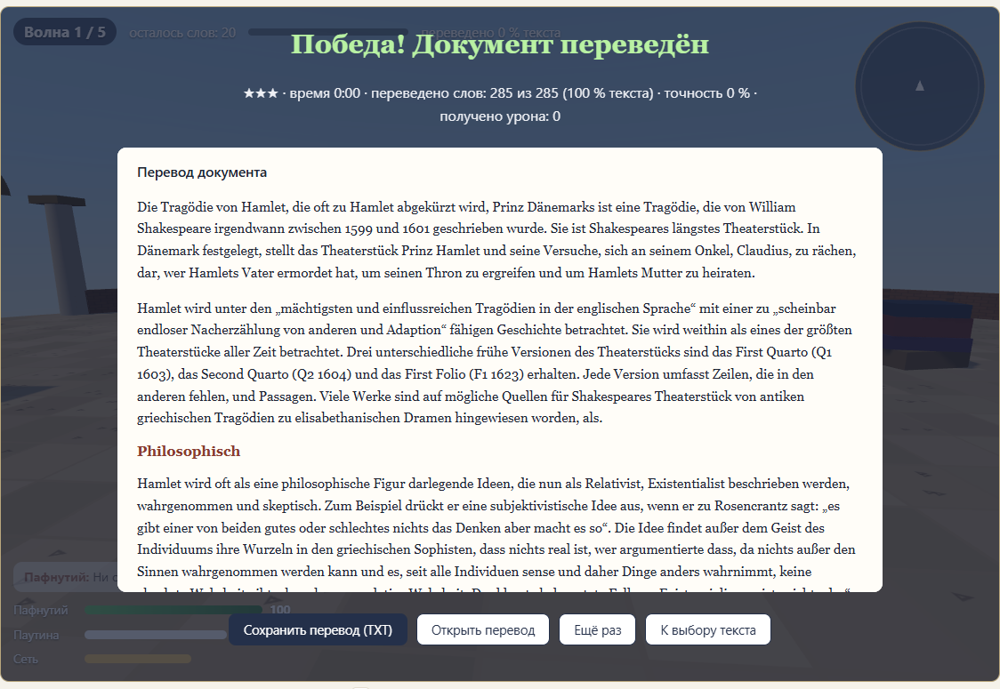 Волна 1 / 5
осталось слов: 20
переведено 0 % текста
Победа! Документ переведён
★★★ · время 0:00 · переведено слов: 285 из 285 (100 % текста) · точность 0 % ·
получено урона: 0
Перевод документа
Die Tragödie von Hamlet, die oft zu Hamlet abgekürzt wird, Prinz Dänemarks ist eine Tragödie, die von William
Shakespeare irgendwann zwischen 1599 und 1601 geschrieben wurde. Sie ist Shakespeares längstes Theaterstück. In
Dänemark festgelegt, stellt das Theaterstück Prinz Hamlet und seine Versuche, sich an seinem Onkel, Claudius, zu rächen,
dar, wer Hamlets Vater ermordet hat, um seinen Thron zu ergreifen und um Hamlets Mutter zu heiraten.
Hamlet wird unter den „mächtigsten und einflussreichen Tragödien in der englischen Sprache“ mit einer zu „scheinbar
endloser Nacherzählung von anderen und Adaption“ fähigen Geschichte betrachtet. Sie wird weithin als eines der größten
Theaterstücke aller Zeit betrachtet. Drei unterschiedliche frühe Versionen des Theaterstücks sind das First Quarto (Q1
1603), das Second Quarto (Q2 1604) und das First Folio (F1 1623) erhalten. Jede Version umfasst Zeilen, die in den
anderen fehlen, und Passagen. Viele Werke sind auf mögliche Quellen für Shakespeares Theaterstück von antiken
griechischen Tragödien zu elisabethanischen Dramen hingewiesen worden, als.
Philosophisch
Hamlet wird oft als eine philosophische Figur darlegende Ideen, die nun als Relativist, Existentialist beschrieben werden,
wahrgenommen und skeptisch. Zum Beispiel drückt er eine subjektivistische Idee aus, wenn er zu Rosencrantz sagt: „es
gibt einer von beiden gutes oder schlechtes nichts das Denken aber macht es so“. Die Idee findet außer dem Geist des
Individuums ihre Wurzeln in den griechischen Sophisten, dass nichts real ist, wer argumentierte dass, da nichts außer den
Sinnen wahrgenommen werden kann und es, seit alle Individuen sense und daher Dinge anders wahrnimmt, keine
Пафнутий: Ни с
Пафнутий
100
Паутина
Сеть
Сохранить перевод (TXT)
Открыть перевод
Ещё раз
К выбору текста